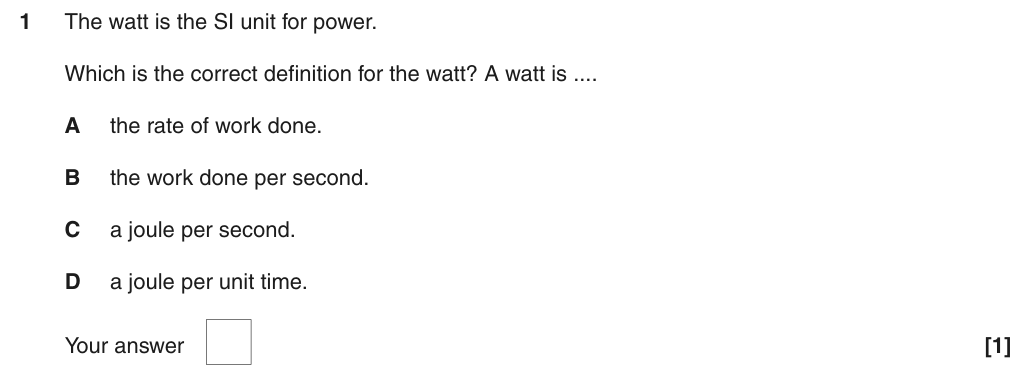 1 The watt is the SI unit for power.
Which is the correct definition for the watt? A watt is ....
A the rate of work done.
B the work done per second.
C a joule per second.
D a joule per unit time.
Your answer [1]